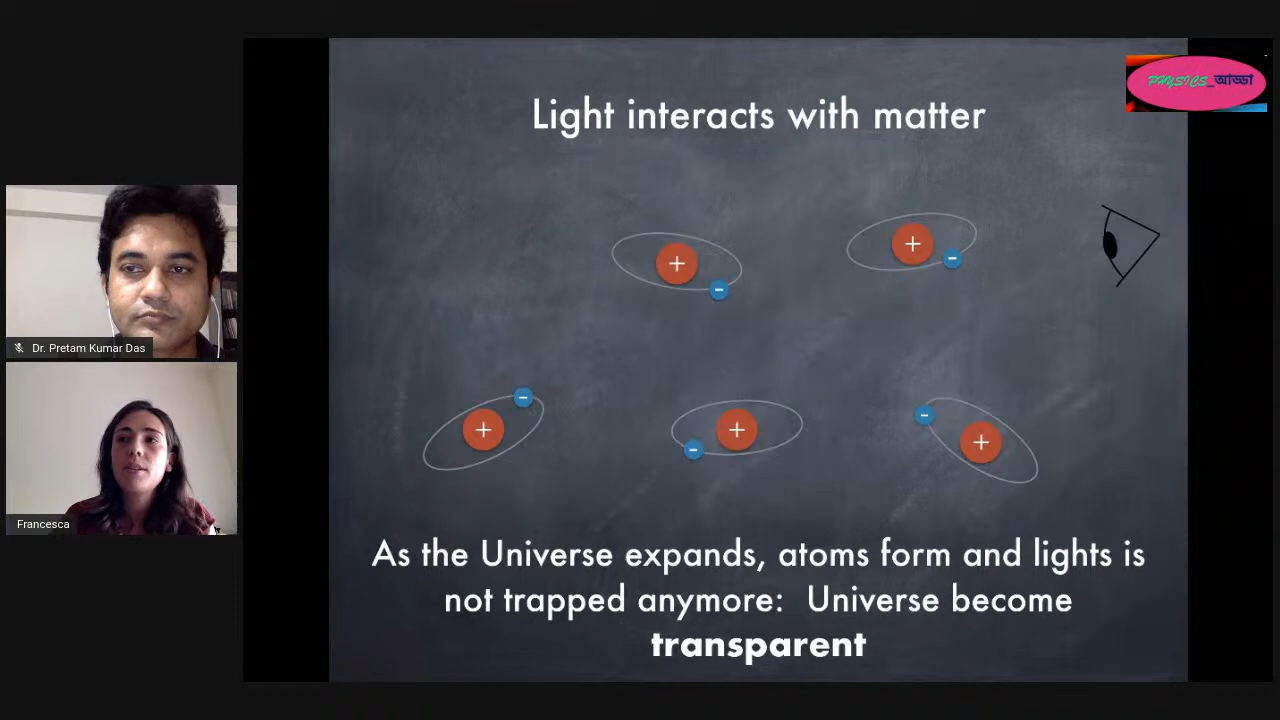 Light interacts with matter
PHYSICS_আড্ডা
+
−
+
−
+
−
+
−
+
−
As the Universe expands, atoms form and lights is
not trapped anymore: Universe become
transparent
Dr. Pretam Kumar Das
Francesca